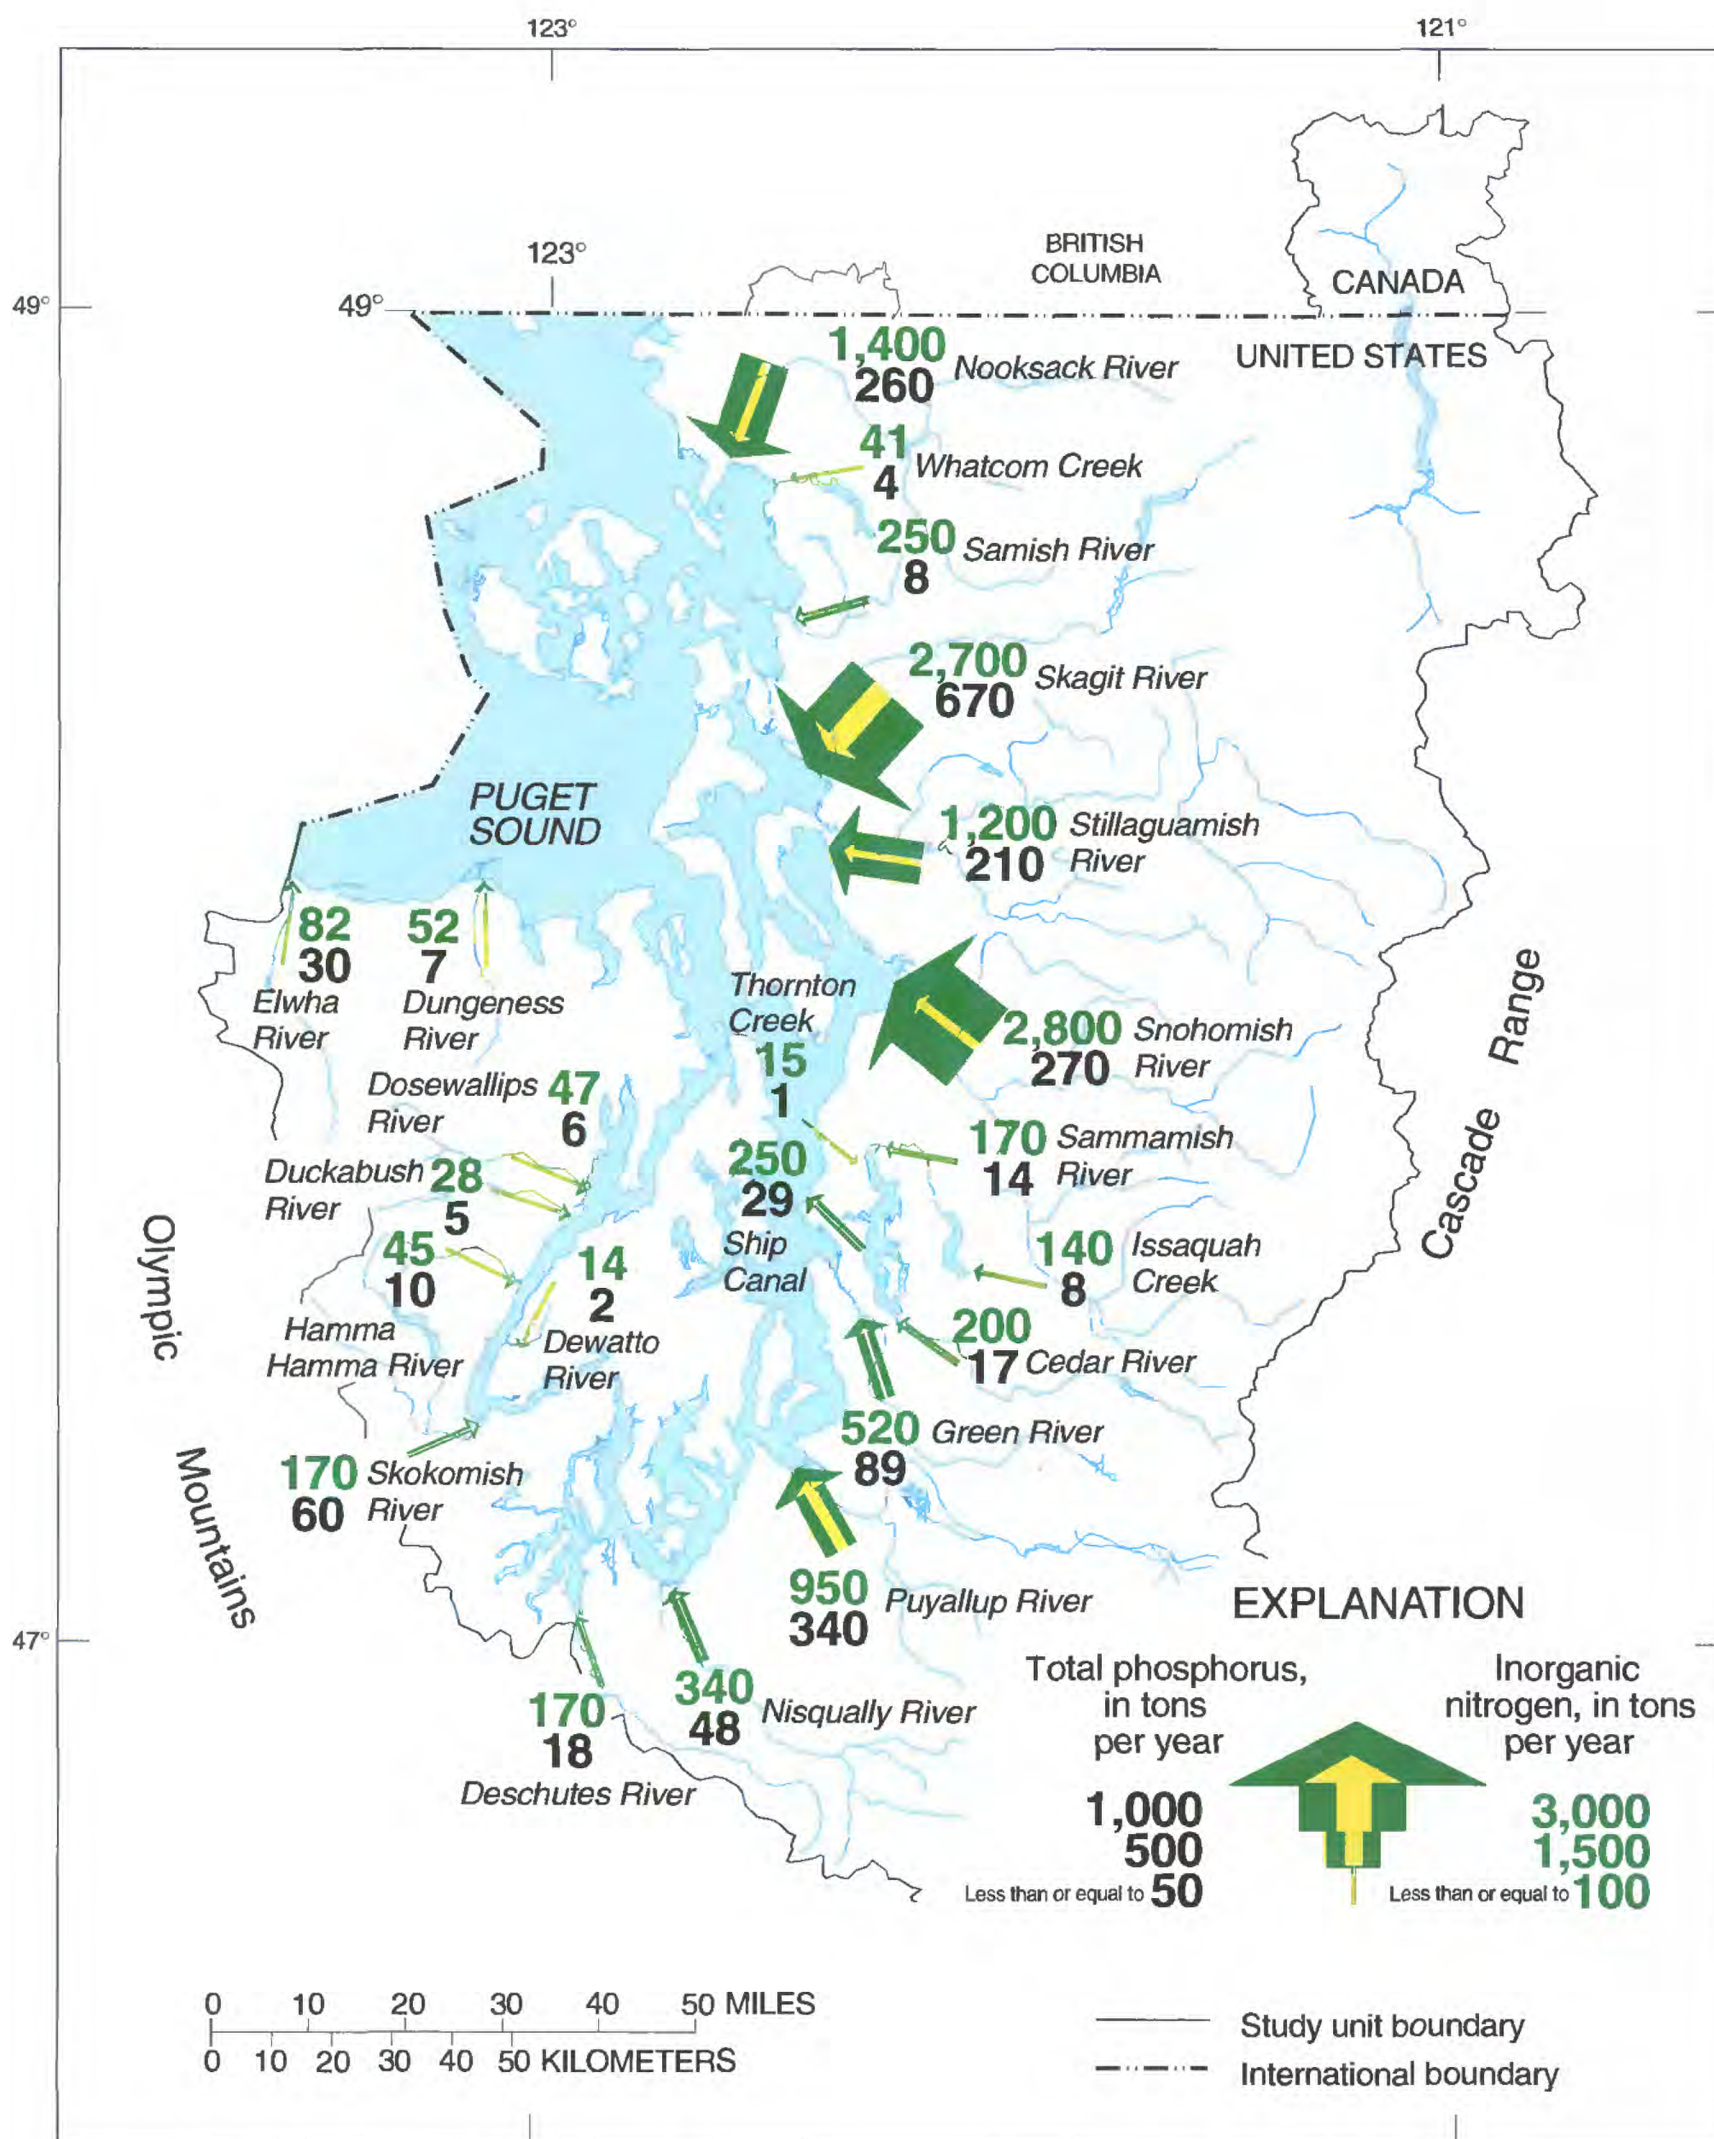 123°
121°
BRITISH
COLUMBIA
123°
CANADA
49°
49°
UNITED STATES
1,400
260
Nooksack River
41
4
Whatcom Creek
250
8
Samish River
2,700
670
Skagit River
PUGET
SOUND
1,200
210
Stillaguamish
River
82
30
Elwha
River
52
7
Dungeness
River
Thornton
Creek
15
1
2,800
270
Snohomish
River
Cascade Range
Dosewallips
River
47
6
170
14
Sammamish
River
250
29
Ship
Canal
Duckabush
River
28
5
140
8
Issaquah
Creek
45
10
Hamma
Hamma River
14
2
Dewatto
River
200
17
Cedar River
Olympic
Mountains
520
89
Green River
170
60
Skokomish
River
950
340
Puyallup River
340
48
Nisqually River
170
18
Deschutes River
47°
EXPLANATION
Total phosphorus,
in tons
per year
Inorganic
nitrogen, in tons
per year
1,000
500
Less than or equal to 50
3,000
1,500
Less than or equal to 100
0 10 20 30 40 50 MILES
0 10 20 30 40 50 KILOMETERS
Study unit boundary
International boundary